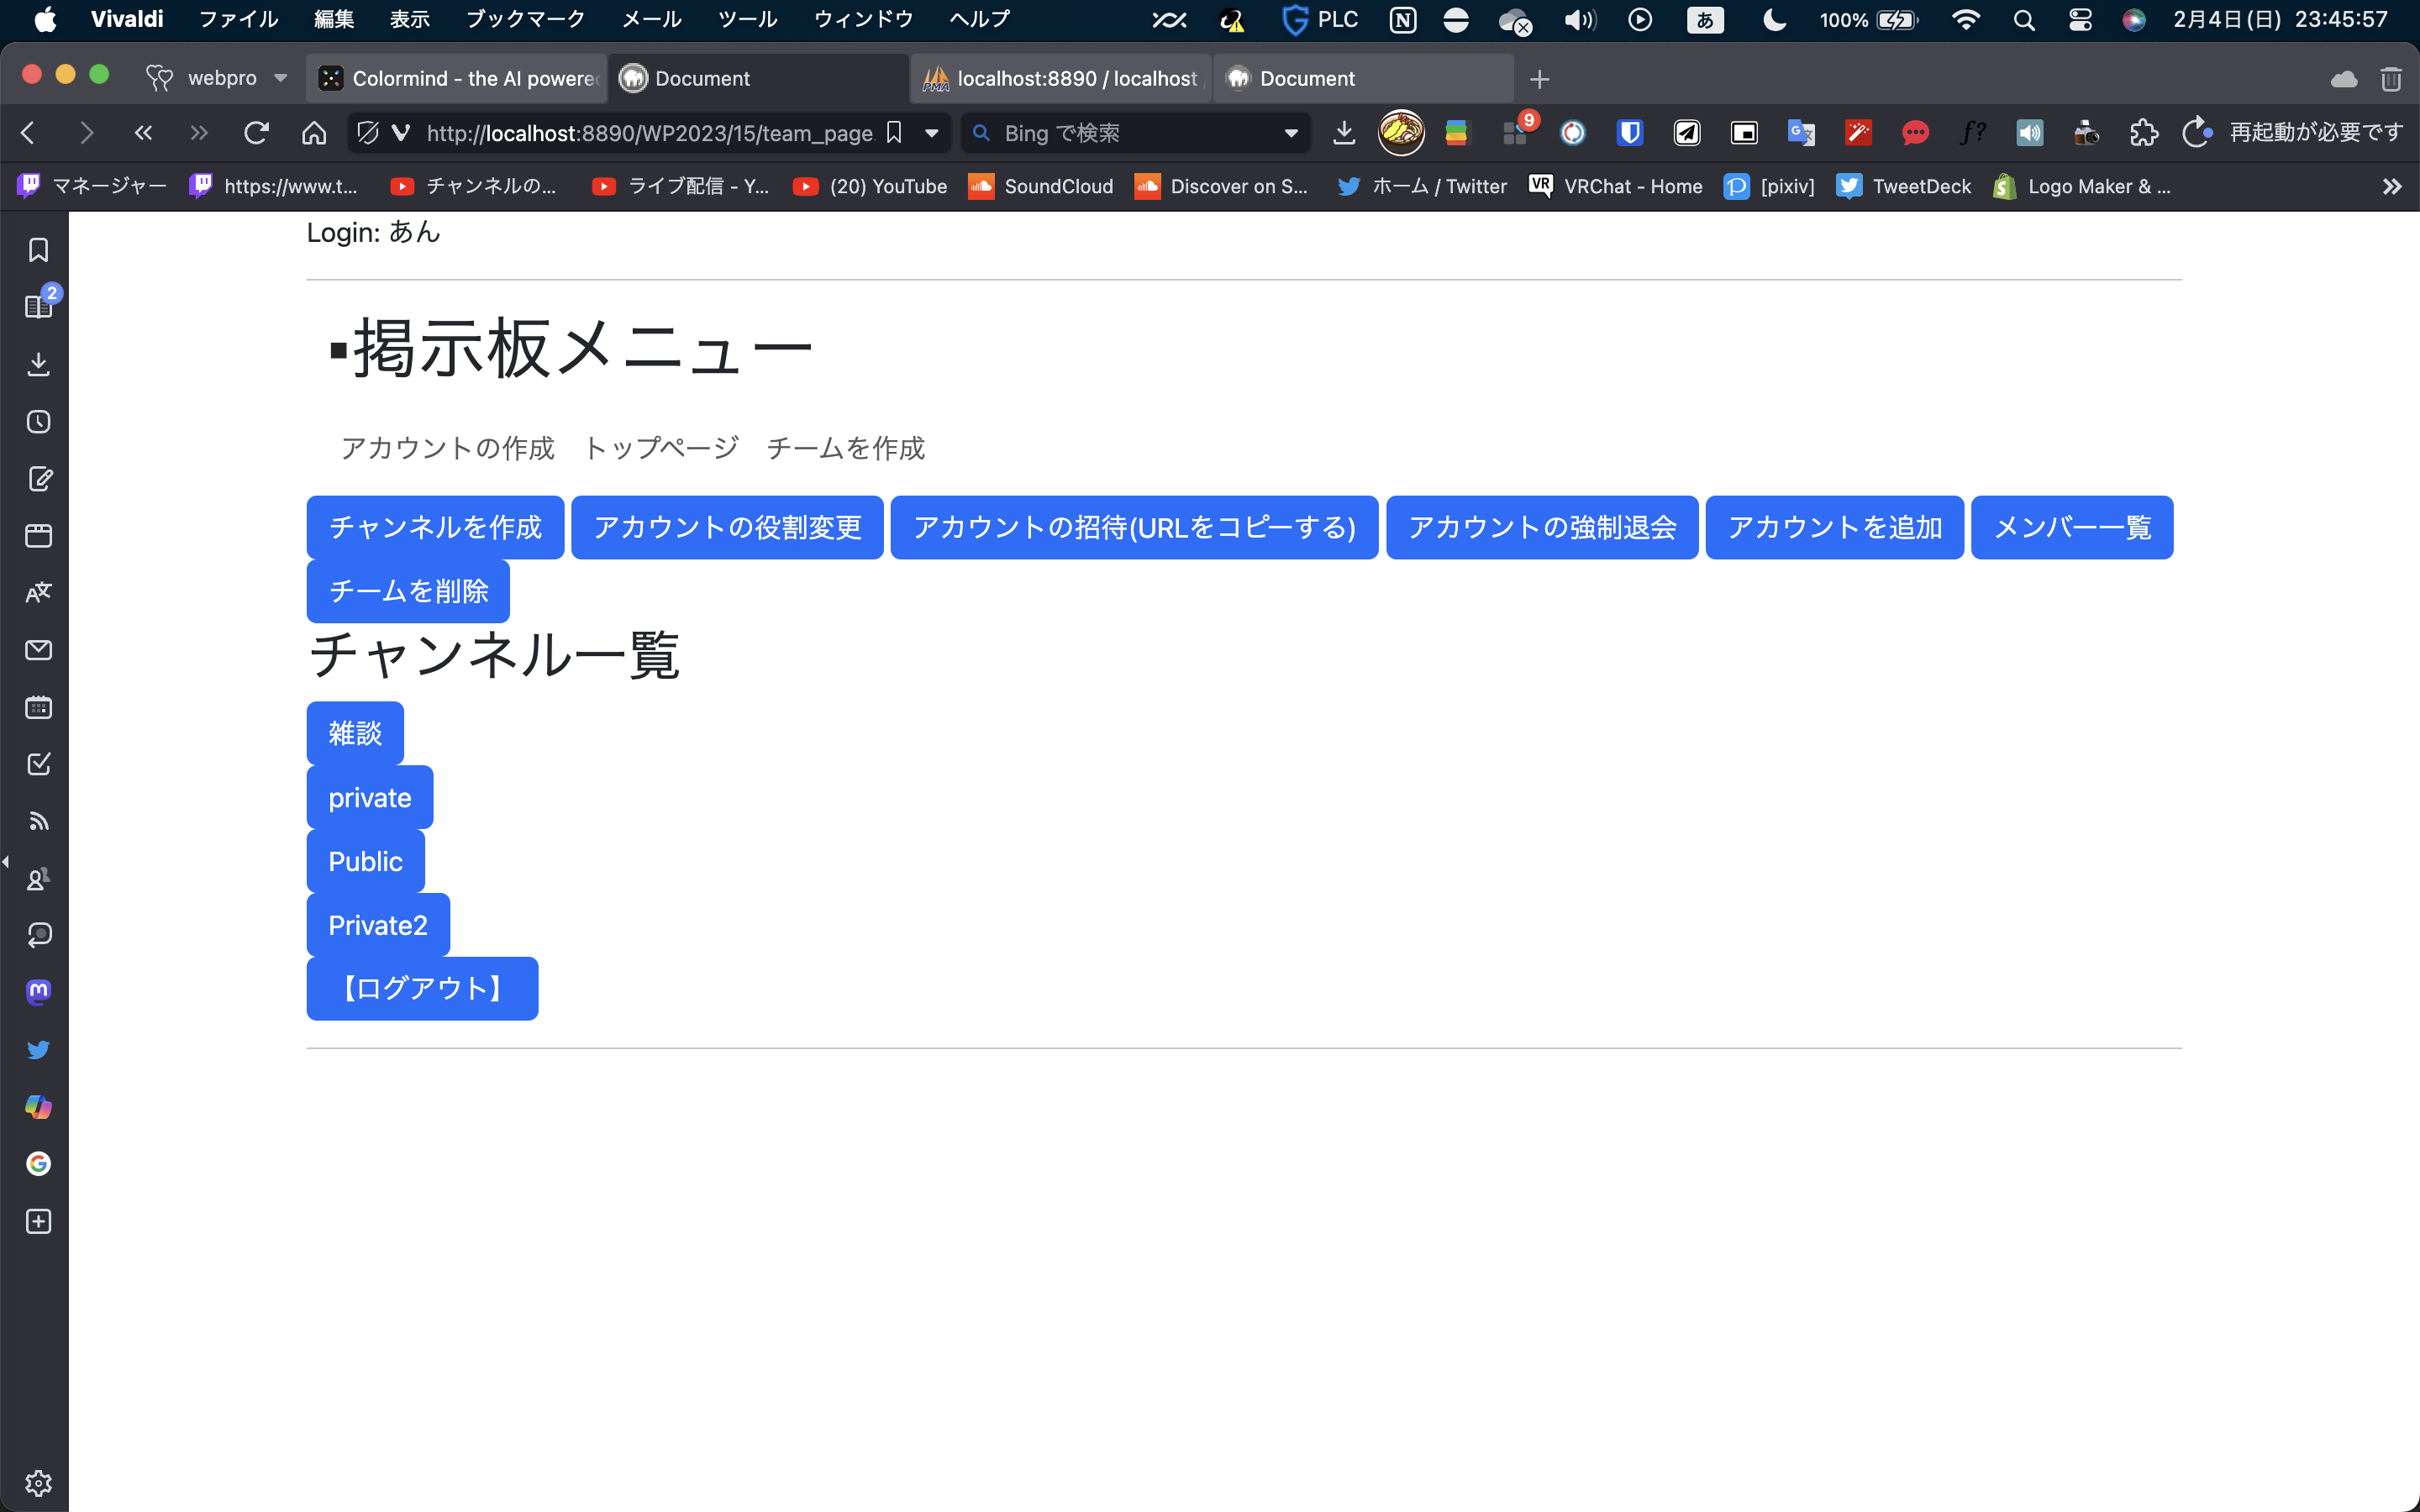 Vivaldi ファイル 編集 表示 ブックマーク メール ツール ウィンドウ ヘルプ PLC あ 100% 2月4日(日) 23:45:57
webpro Colormind - the AI powere Document localhost:8890 / localhost Document
http://localhost:8890/WP2023/15/team_page Bing で検索 9 再起動が必要です
マネージャー https://www.t... チャンネルの... ライブ配信 - Y... (20) YouTube SoundCloud Discover on S... ホーム / Twitter VRChat - Home [pixiv] TweetDeck Logo Maker & ...
2
Login: あん
▪掲示板メニュー
アカウントの作成 トップページ チームを作成
チャンネルを作成 アカウントの役割変更 アカウントの招待(URLをコピーする) アカウントの強制退会 アカウントを追加 メンバー一覧
チームを削除
チャンネル一覧
雑談
private
Public
Private2
【ログアウト】